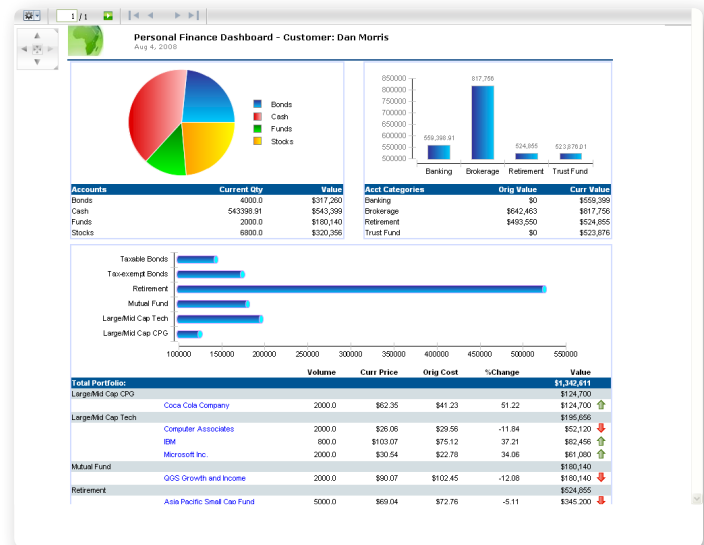 1 / 1
Personal Finance Dashboard - Customer: Dan Morris
Aug 4, 2008
Bonds
Cash
Funds
Stocks
850000
800000
750000
700000
650000
600000
550000
500000
559,398.91
817,756
524,855
523,876.01
Banking Brokerage Retirement Trust Fund
Accounts Current Qty Value
Bonds 4000.0 $317,260
Cash 543398.91 $543,399
Funds 2000.0 $180,140
Stocks 6800.0 $320,356
Acct Categories Orig Value Curr Value
Banking $0 $559,399
Brokerage $642,463 $817,756
Retirement $493,550 $524,855
Trust Fund $0 $523,876
Taxable Bonds
Tax-exempt Bonds
Retirement
Mutual Fund
Large/Mid Cap Tech
Large/Mid Cap CPG
100000 150000 200000 250000 300000 350000 400000 450000 500000 550000
Volume Curr Price Orig Cost %Change Value
Total Portfolio: $1,342,611
Large/Mid Cap CPG $124,700
Coca Cola Company 2000.0 $62.35 $41.23 51.22 $124,700
Large/Mid Cap Tech $195,656
Computer Associates 2000.0 $26.06 $29.56 -11.84 $52,120
IBM 800.0 $103.07 $75.12 37.21 $82,456
Microsoft Inc. 2000.0 $30.54 $22.78 34.06 $61,080
Mutual Fund $180,140
QGS Growth and Income 2000.0 $90.07 $102.45 -12.08 $180,140
Retirement $524,855
Asia Pacific Small Cap Fund 5000.0 $69.04 $72.76 -5.11 $345,200